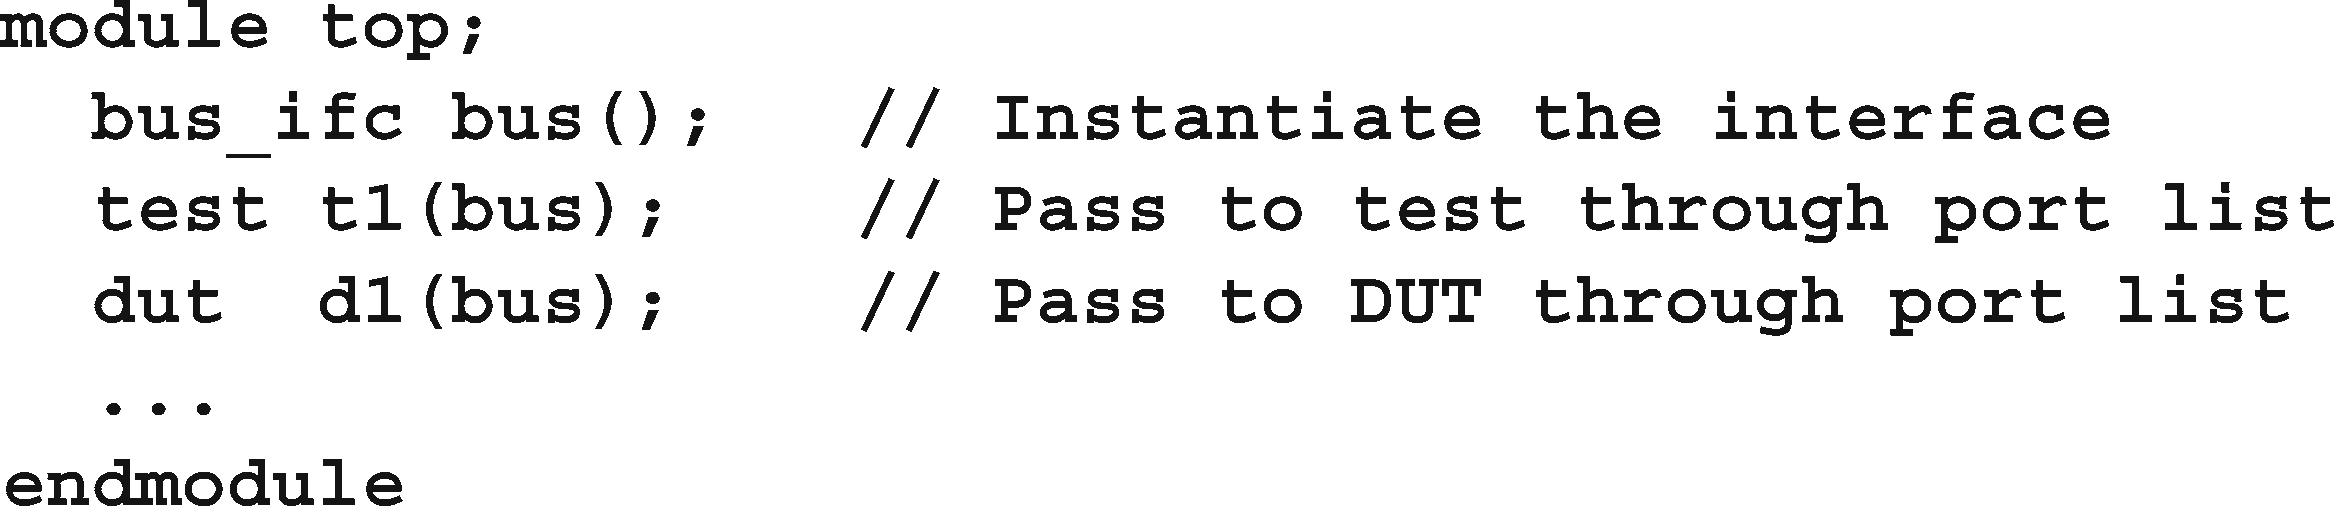 module top;
  bus_ifc bus();   // Instantiate the interface
  test t1(bus);    // Pass to test through port list
  dut  d1(bus);    // Pass to DUT through port list
  ...
endmodule